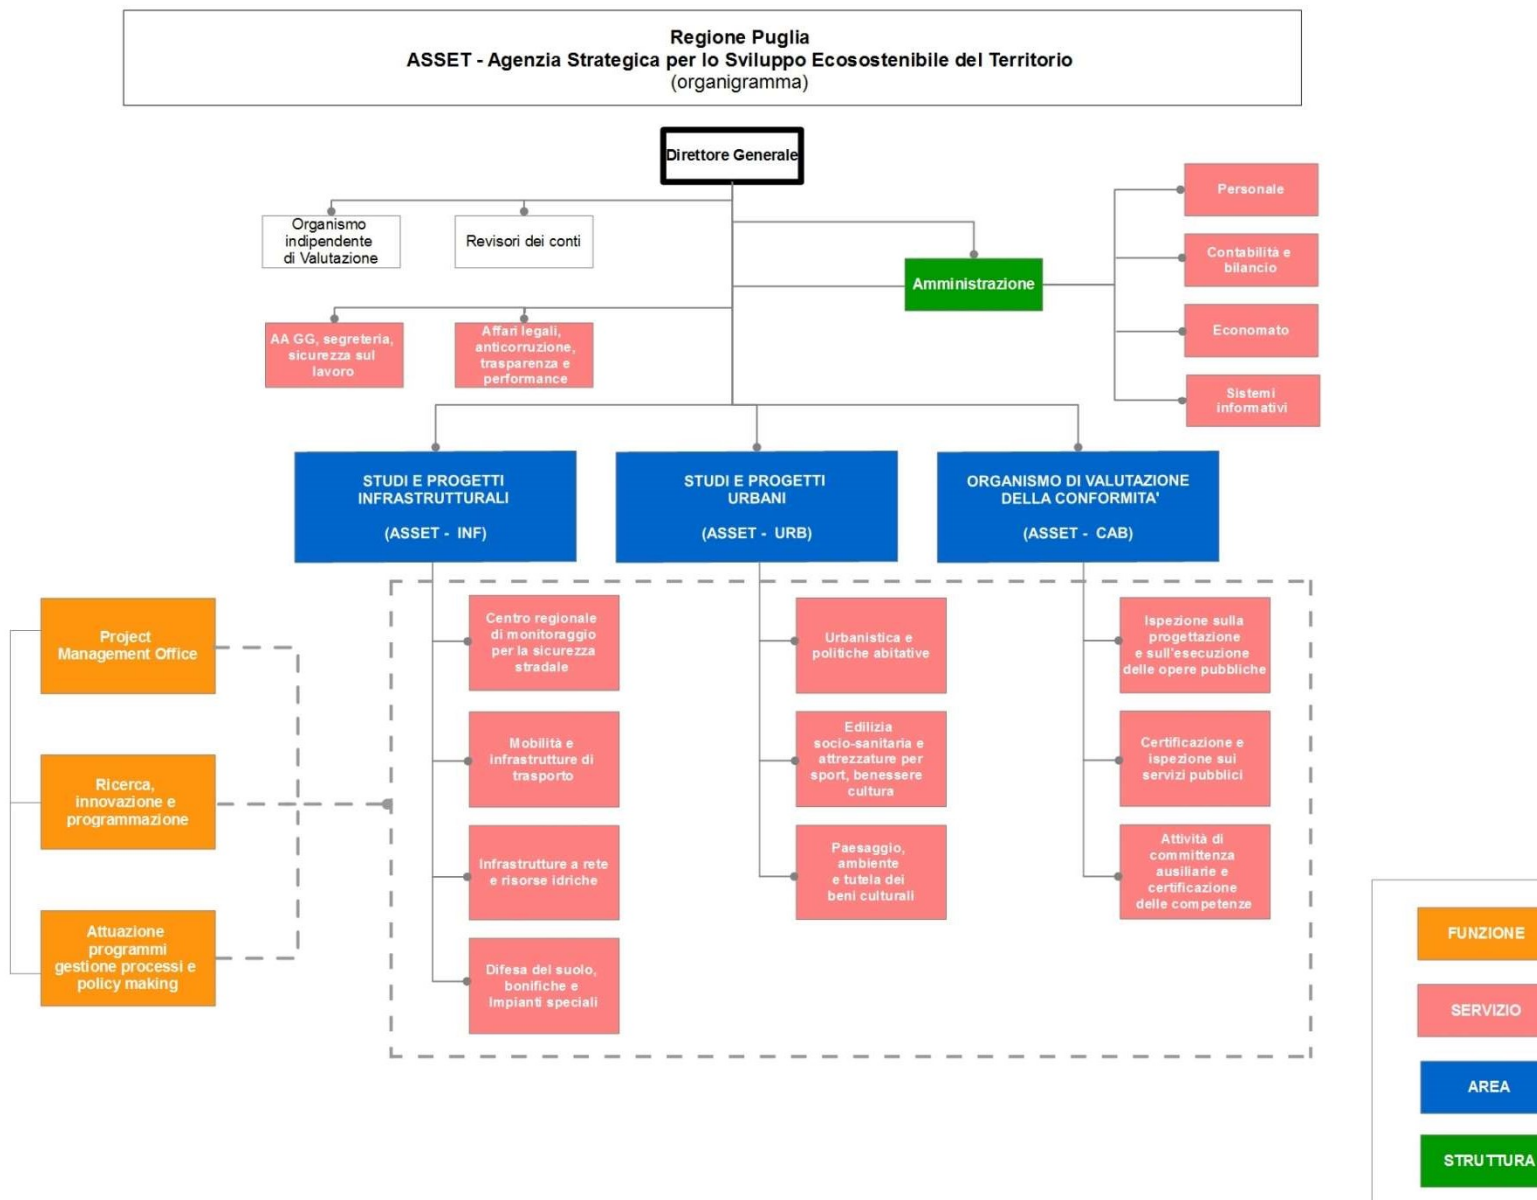 Regione Puglia
ASSET - Agenzia Strategica per lo Sviluppo Ecosostenibile del Territorio
(organigramma)
Direttore Generale
Organismo
indipendente
di Valutazione
Revisori dei conti
Amministrazione
Personale
Contabilità e
bilancio
Economato
Sistemi
informativi
AA GG, segreteria,
sicurezza sul
lavoro
Affari legali,
anticorruzione,
trasparenza e
performance
STUDI E PROGETTI
INFRASTRUTTURALI
(ASSET - INF)
STUDI E PROGETTI
URBANI
(ASSET - URB)
ORGANISMO DI VALUTAZIONE
DELLA CONFORMITA'
(ASSET - CAB)
Project
Management Office
Ricerca,
innovazione e
programmazione
Attuazione
programmi
gestione processi e
policy making
Centro regionale
di monitoraggio
per la sicurezza
stradale
Mobilità e
infrastrutture di
trasporto
Infrastrutture a rete
e risorse idriche
Difesa del suolo,
bonifiche e
Impianti speciali
Urbanistica e
politiche abitative
Edilizia
socio-sanitaria e
attrezzature per
sport, benessere
cultura
Paesaggio,
ambiente
e tutela dei
beni culturali
Ispezione sulla
progettazione
e sull'esecuzione
delle opere pubbliche
Certificazione e
ispezione sui
servizi pubblici
Attività di
committenza
ausiliarie e
certificazione
delle competenze
FUNZIONE
SERVIZIO
AREA
STRUTTURA